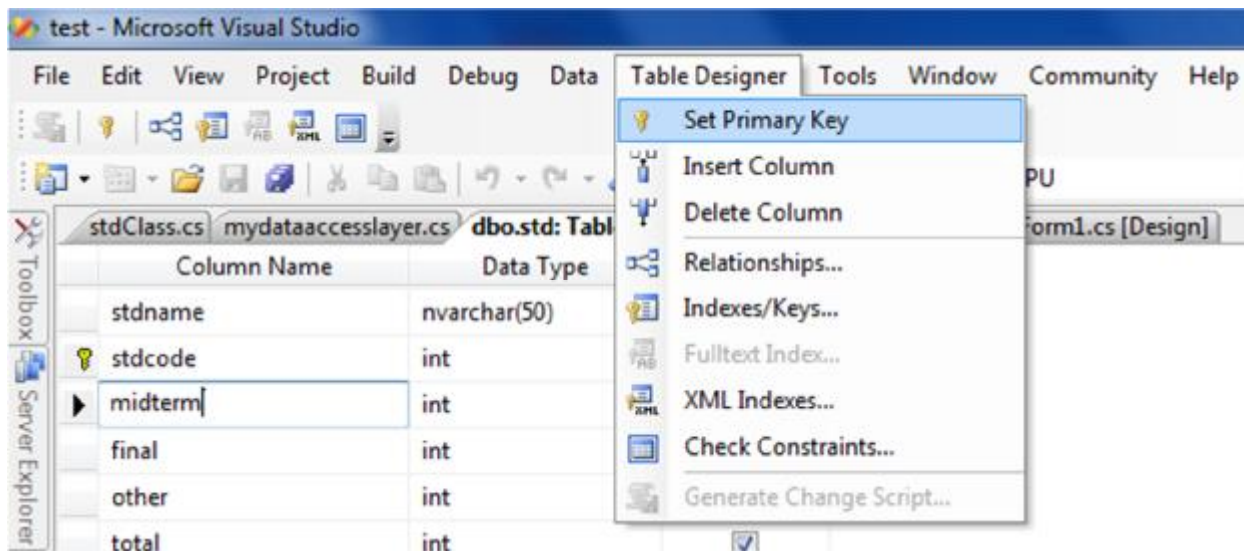 test - Microsoft Visual Studio
File Edit View Project Build Debug Data Table Designer Tools Window Community Help
Set Primary Key
Insert Column
PU
Delete Column
stdClass.cs mydataaccesslayer.cs dbo.std: Tabl orm1.cs [Design]
Column Name Data Type
Relationships...
stdname nvarchar(50)
Indexes/Keys...
stdcode int
Fulltext Index...
midterm int
XML Indexes...
final int
Check Constraints...
other int
Generate Change Script...
total int
Toolbox
Server Explorer